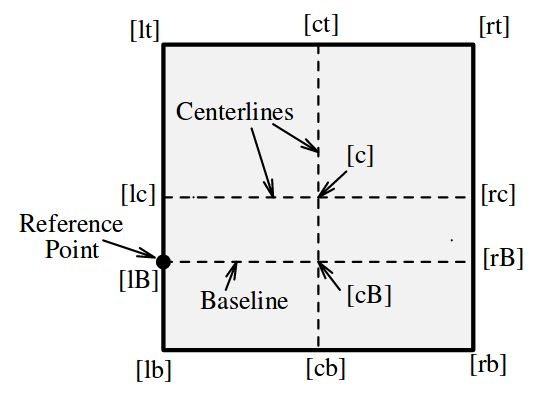 [lt]
[ct]
[rt]
Centerlines
[c]
[lc]
[rc]
Reference
Point
[lB]
[rB]
Baseline
[cB]
[lb]
[cb]
[rb]